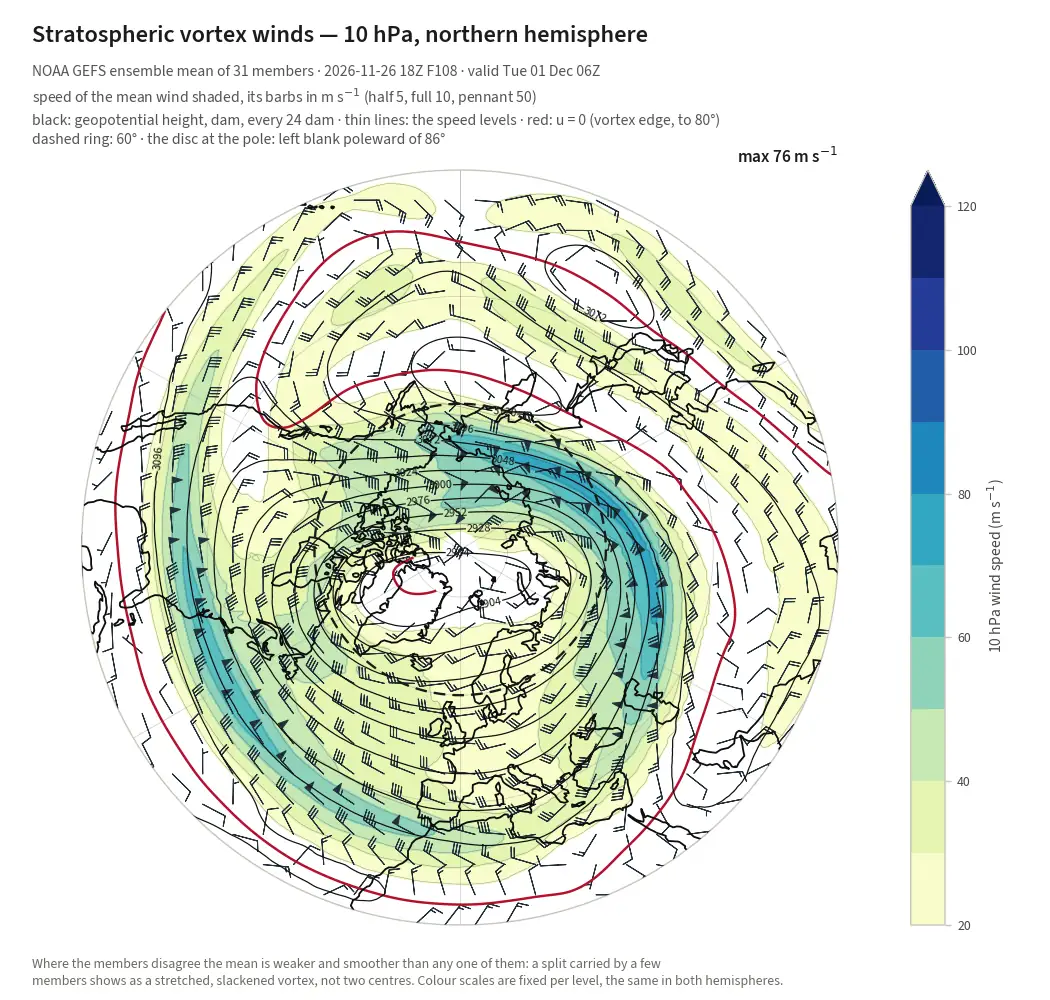 Stratospheric vortex winds — 10 hPa, northern hemisphere
NOAA GEFS ensemble mean of 31 members · 2026-11-26 18Z F108 · valid Tue 01 Dec 06Z
speed of the mean wind shaded, its barbs in m s⁻¹ (half 5, full 10, pennant 50)
black: geopotential height, dam, every 24 dam · thin lines: the speed levels · red: u = 0 (vortex edge, to 80°)
dashed ring: 60° · the disc at the pole: left blank poleward of 86°
max 76 m s⁻¹
120
100
80
60
40
20
10 hPa wind speed (m s⁻¹)
3072
3096
3048
3024
3000
2976
2952
2928
2904
Where the members disagree the mean is weaker and smoother than any one of them: a split carried by a few
members shows as a stretched, slackened vortex, not two centres. Colour scales are fixed per level, the same in both hemispheres.